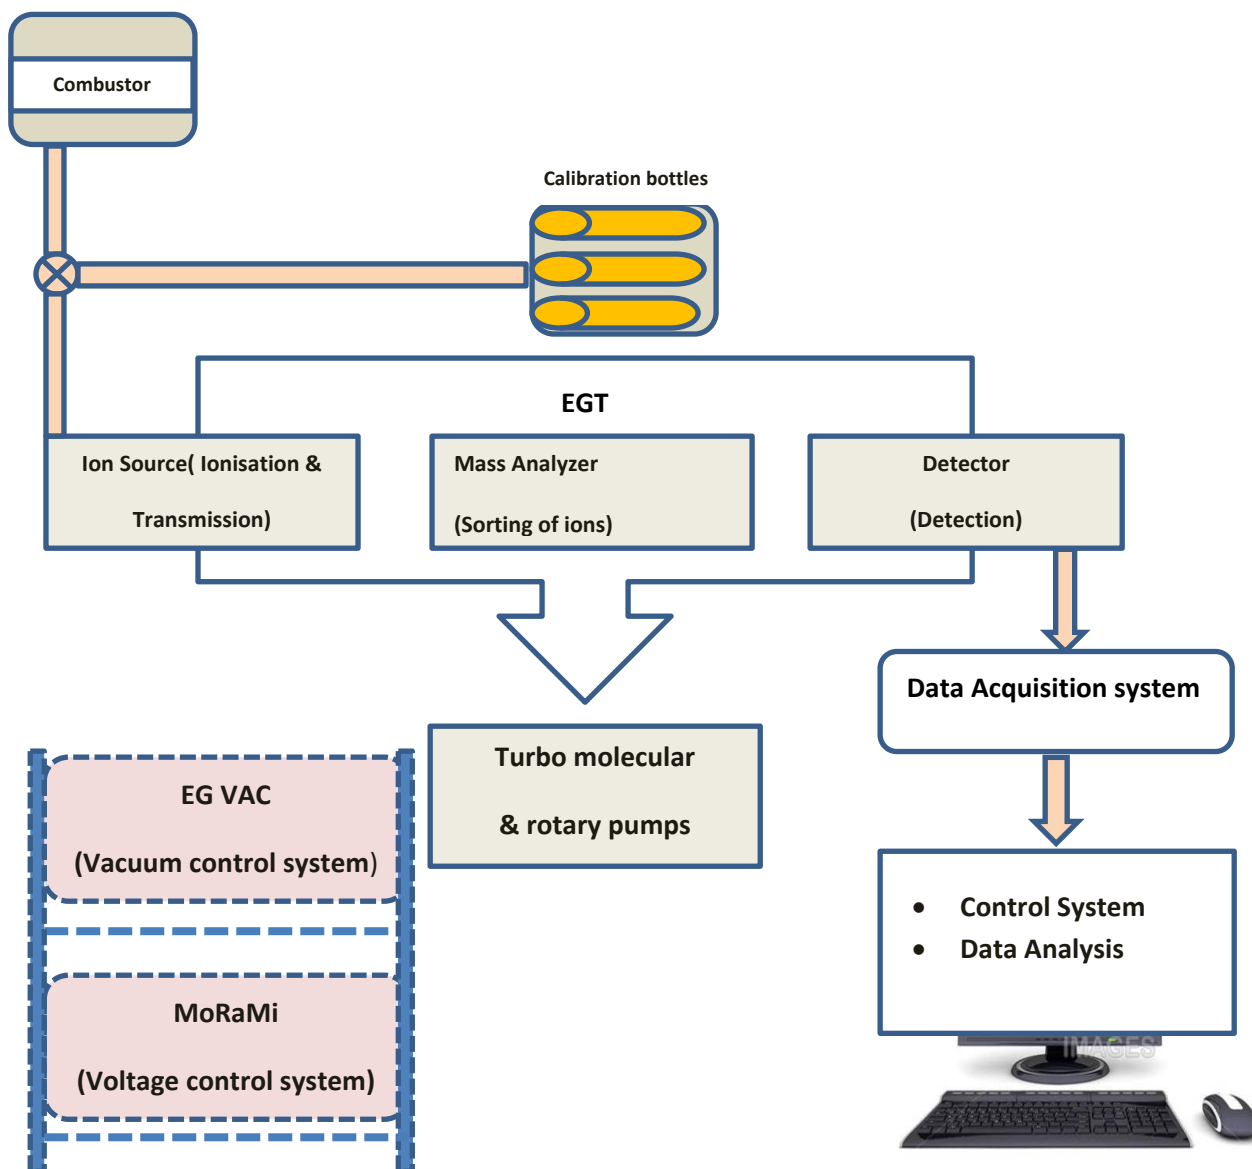 Combustor
Calibration bottles
EGT
Ion Source( Ionisation &
Transmission)
Mass Analyzer
(Sorting of ions)
Detector
(Detection)
Data Acquisition system
Turbo molecular
& rotary pumps
EG VAC
(Vacuum control system)
• Control System
• Data Analysis
MoRaMi
(Voltage control system)
IMAGES